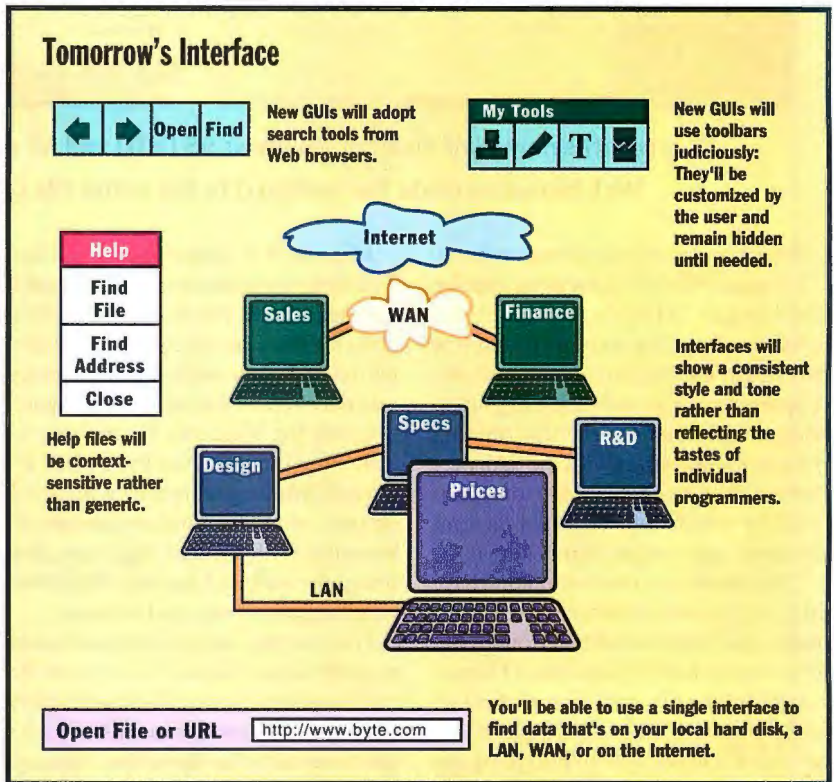 Tomorrow's Interface
Open Find
New GUIs will adopt
search tools from
Web browsers.
My Tools
T
New GUIs will
use toolbars
judiciously:
They'll be
customized by
the user and
remain hidden
until needed.
Help
Find
File
Find
Address
Close
Help files will
be context-
sensitive rather
than generic.
Internet
Sales
WAN
Finance
Interfaces will
show a consistent
style and tone
rather than
reflecting the
tastes of
individual
programmers.
Specs
Design
R&D
Prices
LAN
Open File or URL
http://www.byte.com
You'll be able to use a single interface to
find data that's on your local hard disk, a
LAN, WAN, or on the Internet.